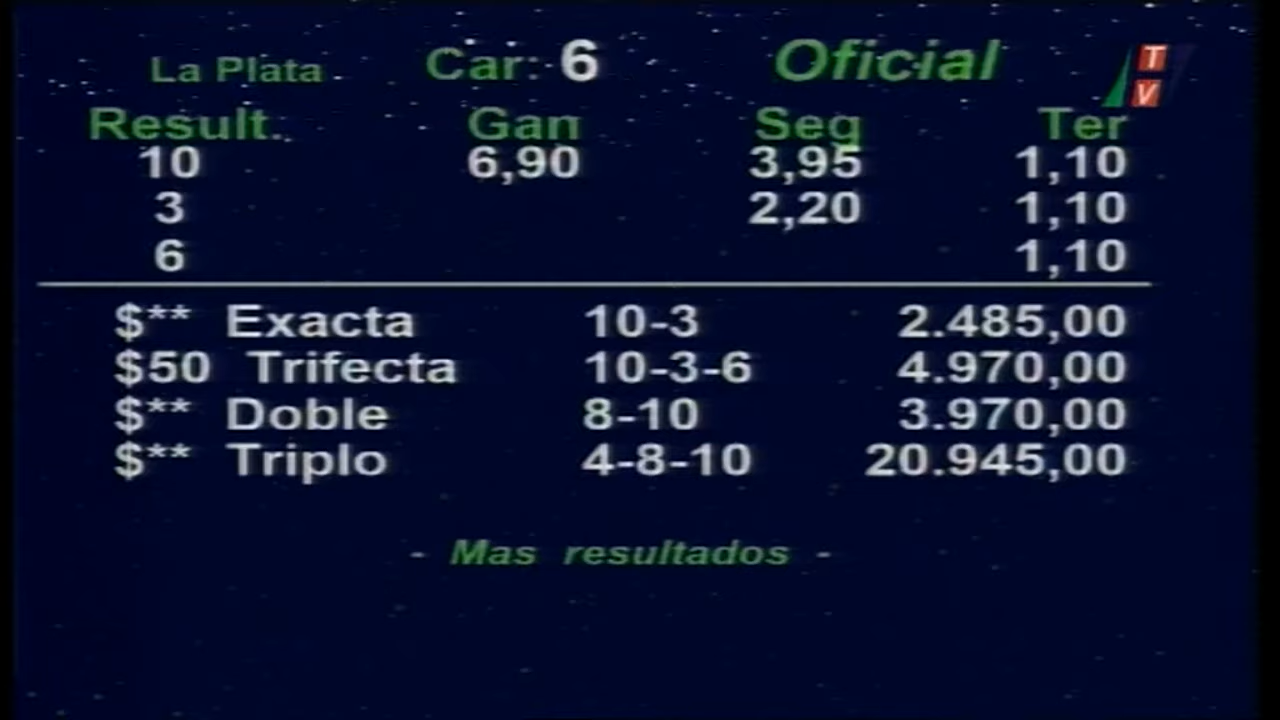 La Plata Car: 6 Oficial TV
Result. Gan Seg Ter
10 6,90 3,95 1,10
3 2,20 1,10
6 1,10
$** Exacta 10-3 2.485,00
$50 Trifecta 10-3-6 4.970,00
$** Doble 8-10 3.970,00
$** Triplo 4-8-10 20.945,00
- Mas resultados -